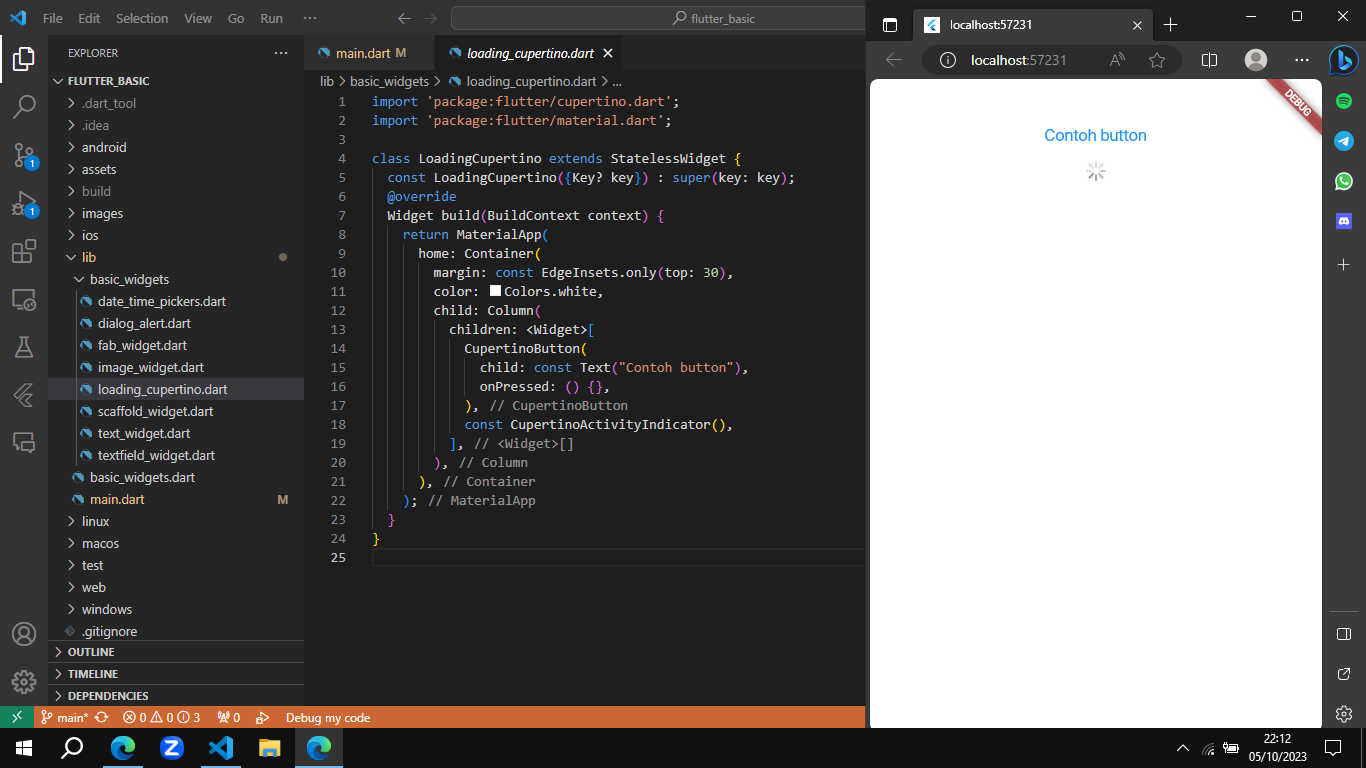 File Edit Selection View Go Run ···
flutter_basic
EXPLORER ···
FLUTTER_BASIC
.dart_tool
.idea
android
assets
build
images
ios
lib
basic_widgets
date_time_pickers.dart
dialog_alert.dart
fab_widget.dart
image_widget.dart
loading_cupertino.dart
scaffold_widget.dart
text_widget.dart
textfield_widget.dart
basic_widgets.dart
main.dart M
linux
macos
test
web
windows
.gitignore
OUTLINE
TIMELINE
DEPENDENCIES
1
1
main.dart M
loading_cupertino.dart
lib > basic_widgets > loading_cupertino.dart > ...
1 import 'package:flutter/cupertino.dart';
2 import 'package:flutter/material.dart';
3
4 class LoadingCupertino extends StatelessWidget {
5 const LoadingCupertino({Key? key}) : super(key: key);
6 @override
7 Widget build(BuildContext context) {
8 return MaterialApp(
9 home: Container(
10 margin: const EdgeInsets.only(top: 30),
11 color: Colors.white,
12 child: Column(
13 children: <Widget>[
14 CupertinoButton(
15 child: const Text("Contoh button"),
16 onPressed: () {},
17 ), // CupertinoButton
18 const CupertinoActivityIndicator(),
19 ], // <Widget>[]
20 ), // Column
21 ), // Container
22 ); // MaterialApp
23 }
24 }
25
main* 0 0 3 0 Debug my code
localhost:57231
localhost:57231
DEBUG
Contoh button
22:12
05/10/2023